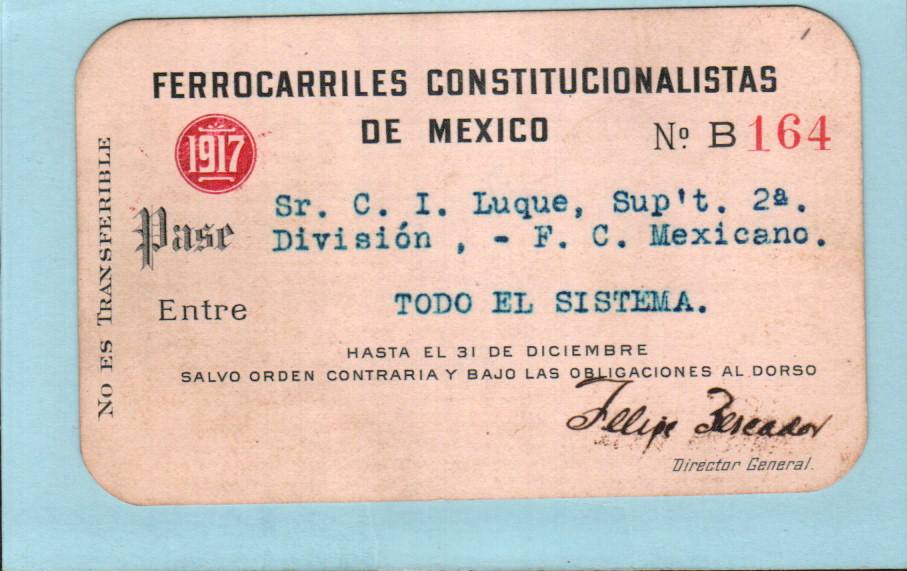 FERROCARRILES CONSTITUCIONALISTAS
DE MEXICO
Nº B 164
1917
NO ES TRANSFERIBLE
Pase
Sr. C. I. Luque, Sup't. 2ª.
División , - F. C. Mexicano.
Entre
TODO EL SISTEMA.
HASTA EL 31 DE DICIEMBRE
SALVO ORDEN CONTRARIA Y BAJO LAS OBLIGACIONES AL DORSO
Felipe Pescador
Director General.